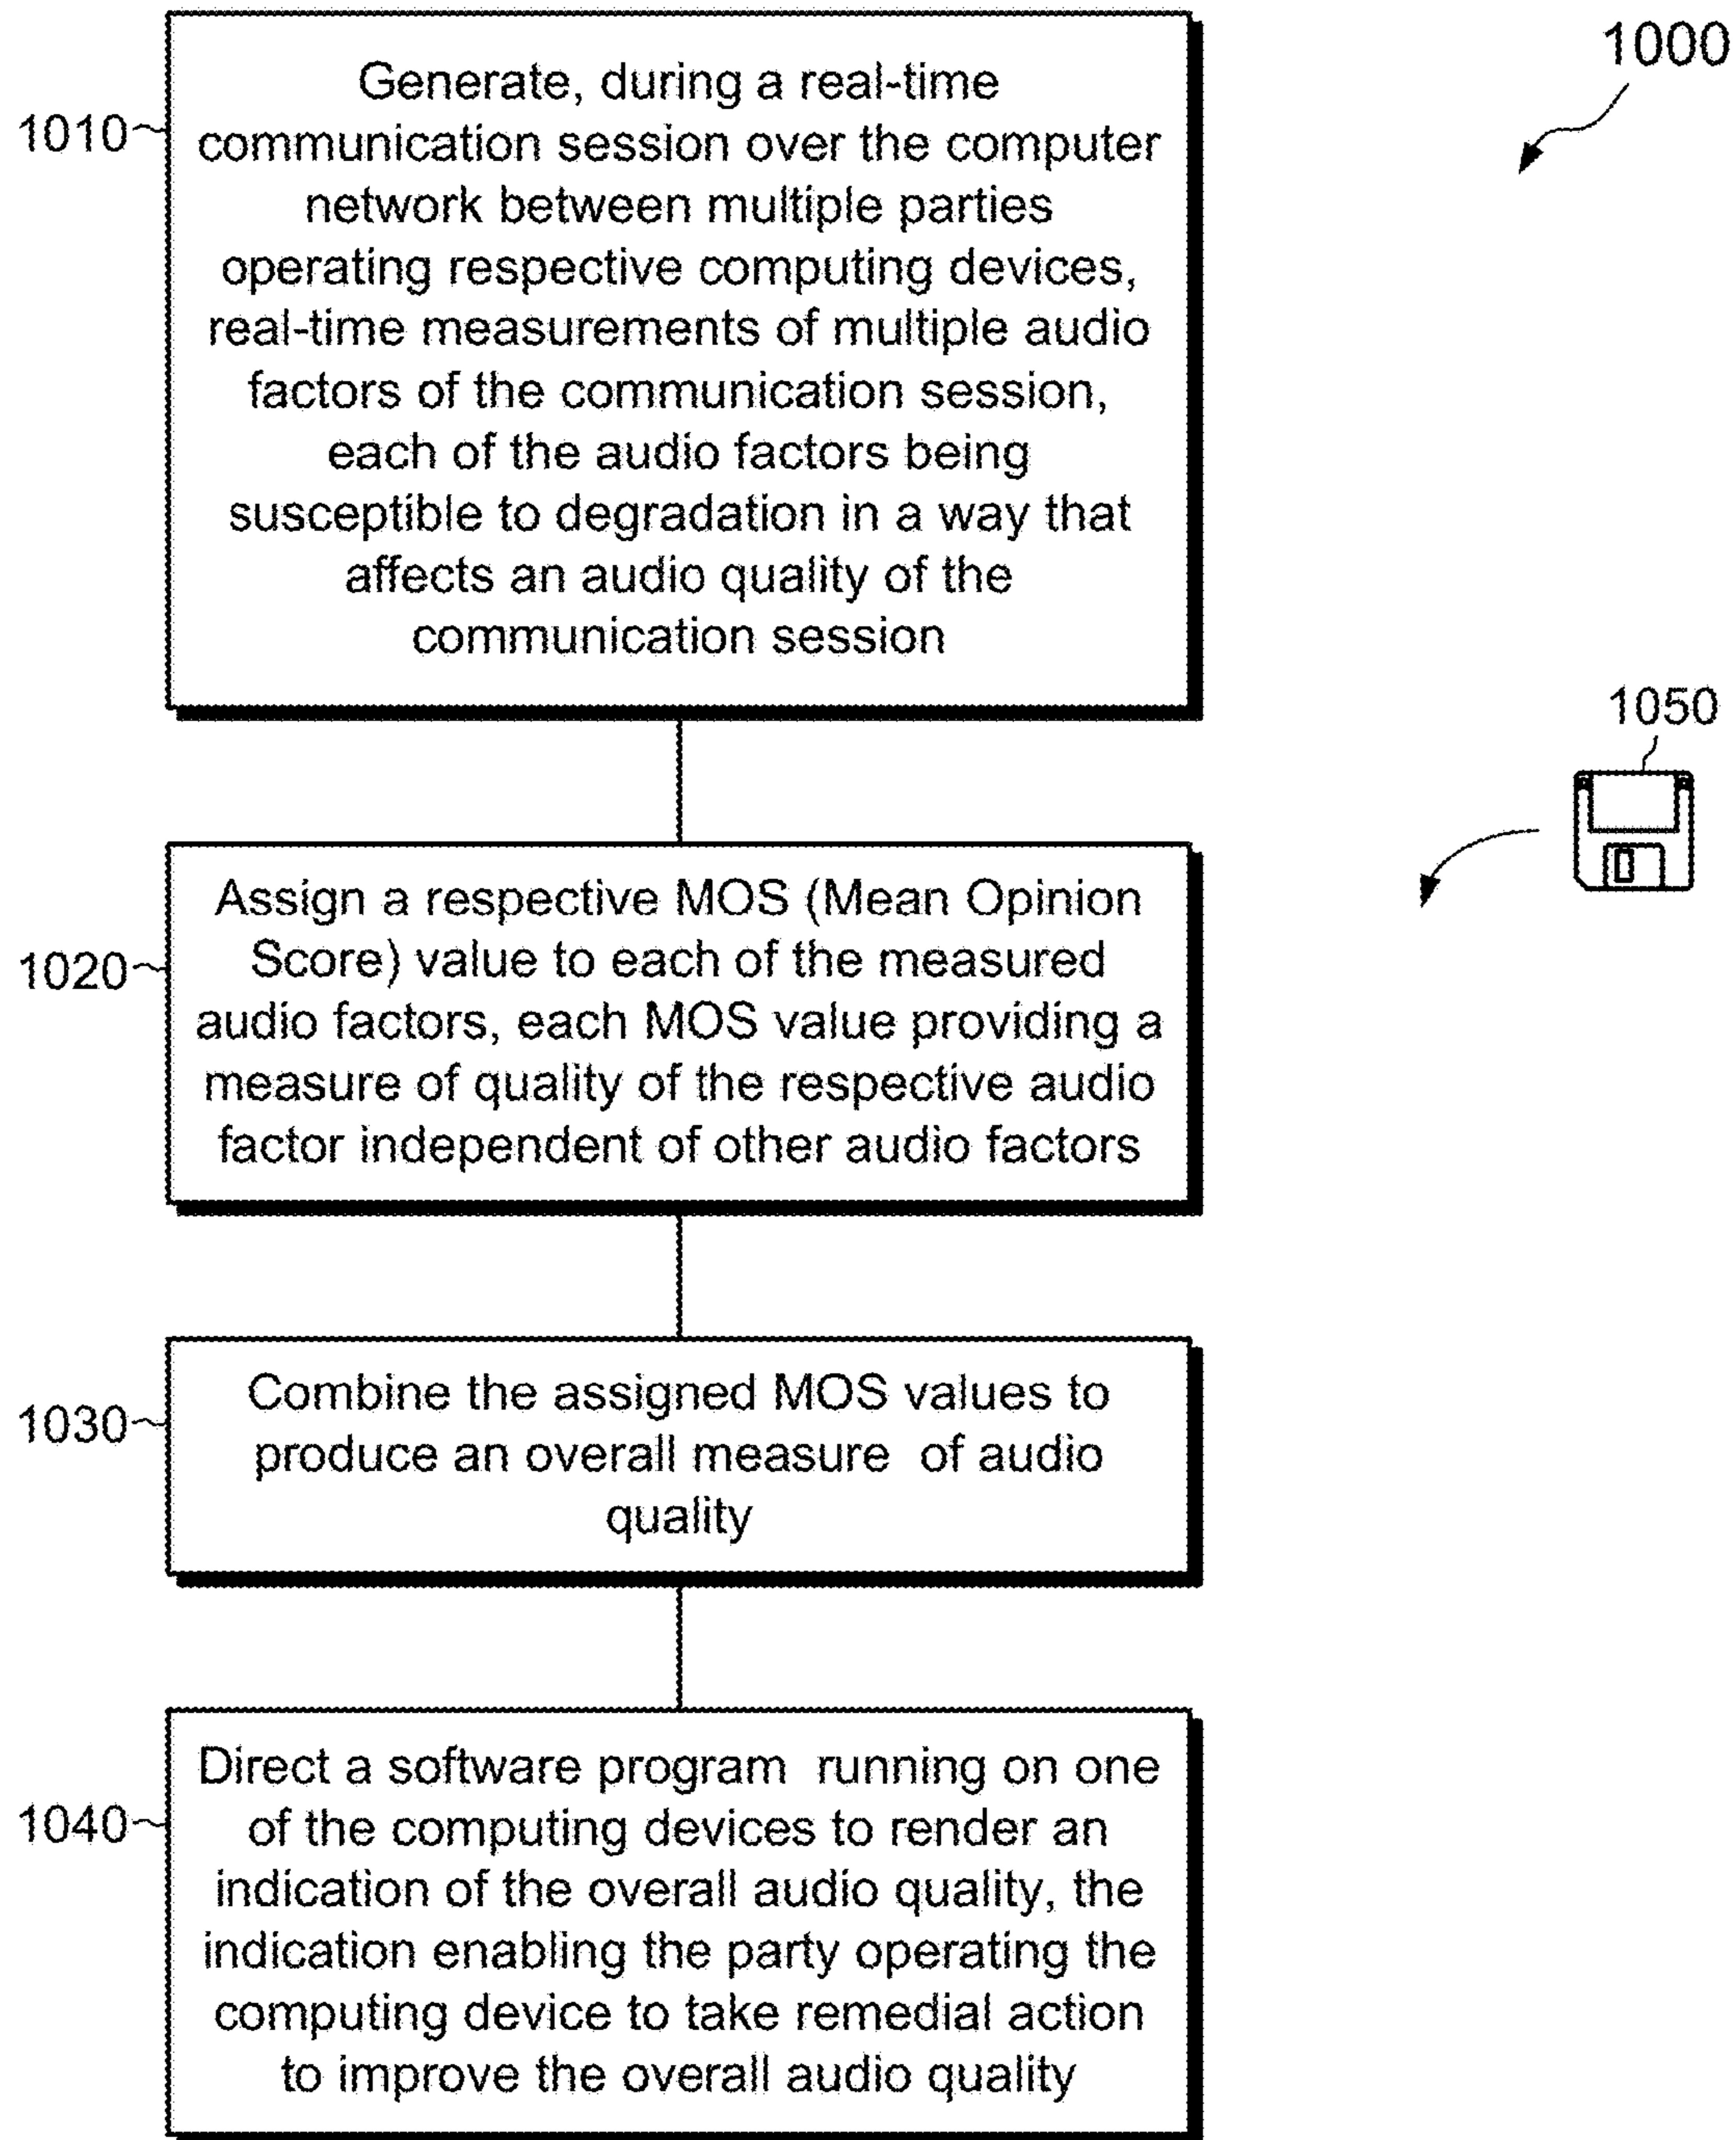 1000
1010
Generate, during a real-time
communication session over the computer
network between multiple parties
operating respective computing devices,
real-time measurements of multiple audio
factors of the communication session,
each of the audio factors being
susceptible to degradation in a way that
affects an audio quality of the
communication session
1050
1020
Assign a respective MOS (Mean Opinion
Score) value to each of the measured
audio factors, each MOS value providing a
measure of quality of the respective audio
factor independent of other audio factors
1030
Combine the assigned MOS values to
produce an overall measure of audio
quality
1040
Direct a software program running on one
of the computing devices to render an
indication of the overall audio quality, the
indication enabling the party operating the
computing device to take remedial action
to improve the overall audio quality